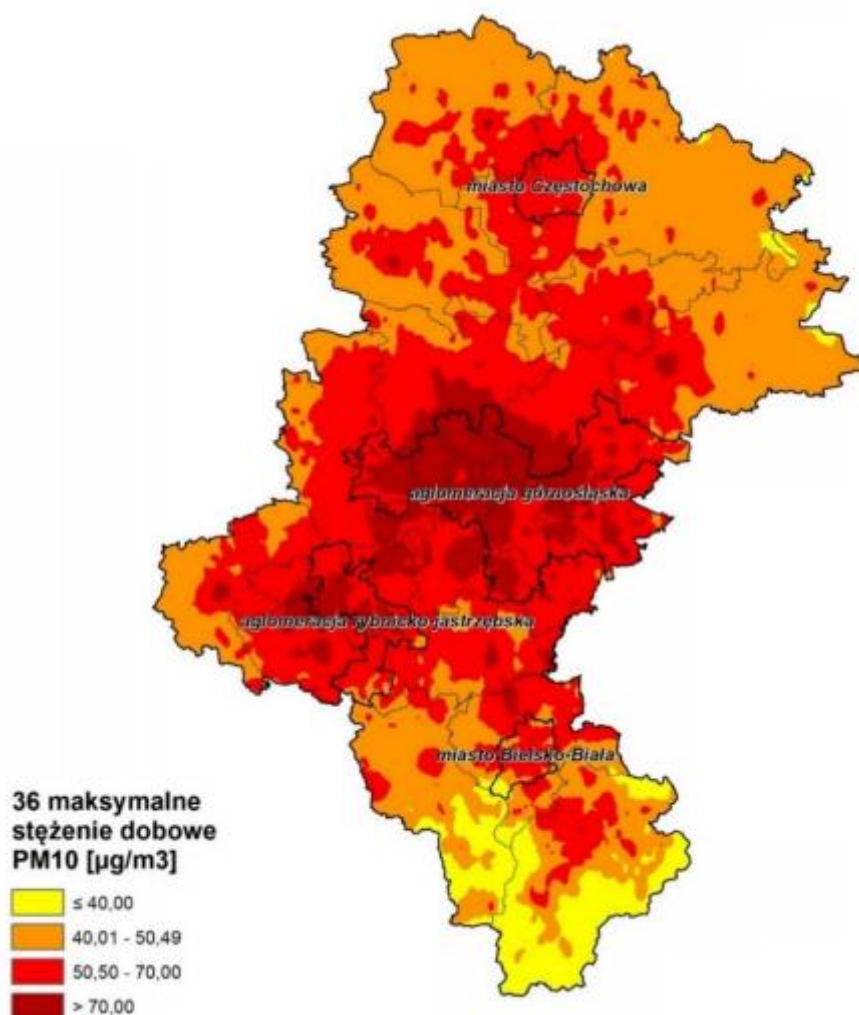 miasto Częstochowa
aglomeracja górnośląska
aglomeracja rybnicko-jastrzębska
miasto Bielsko-Biała
36 maksymalne
stężenie dobowe
PM10 [µg/m3]
≤ 40,00
40,01 - 50,49
50,50 - 70,00
> 70,00